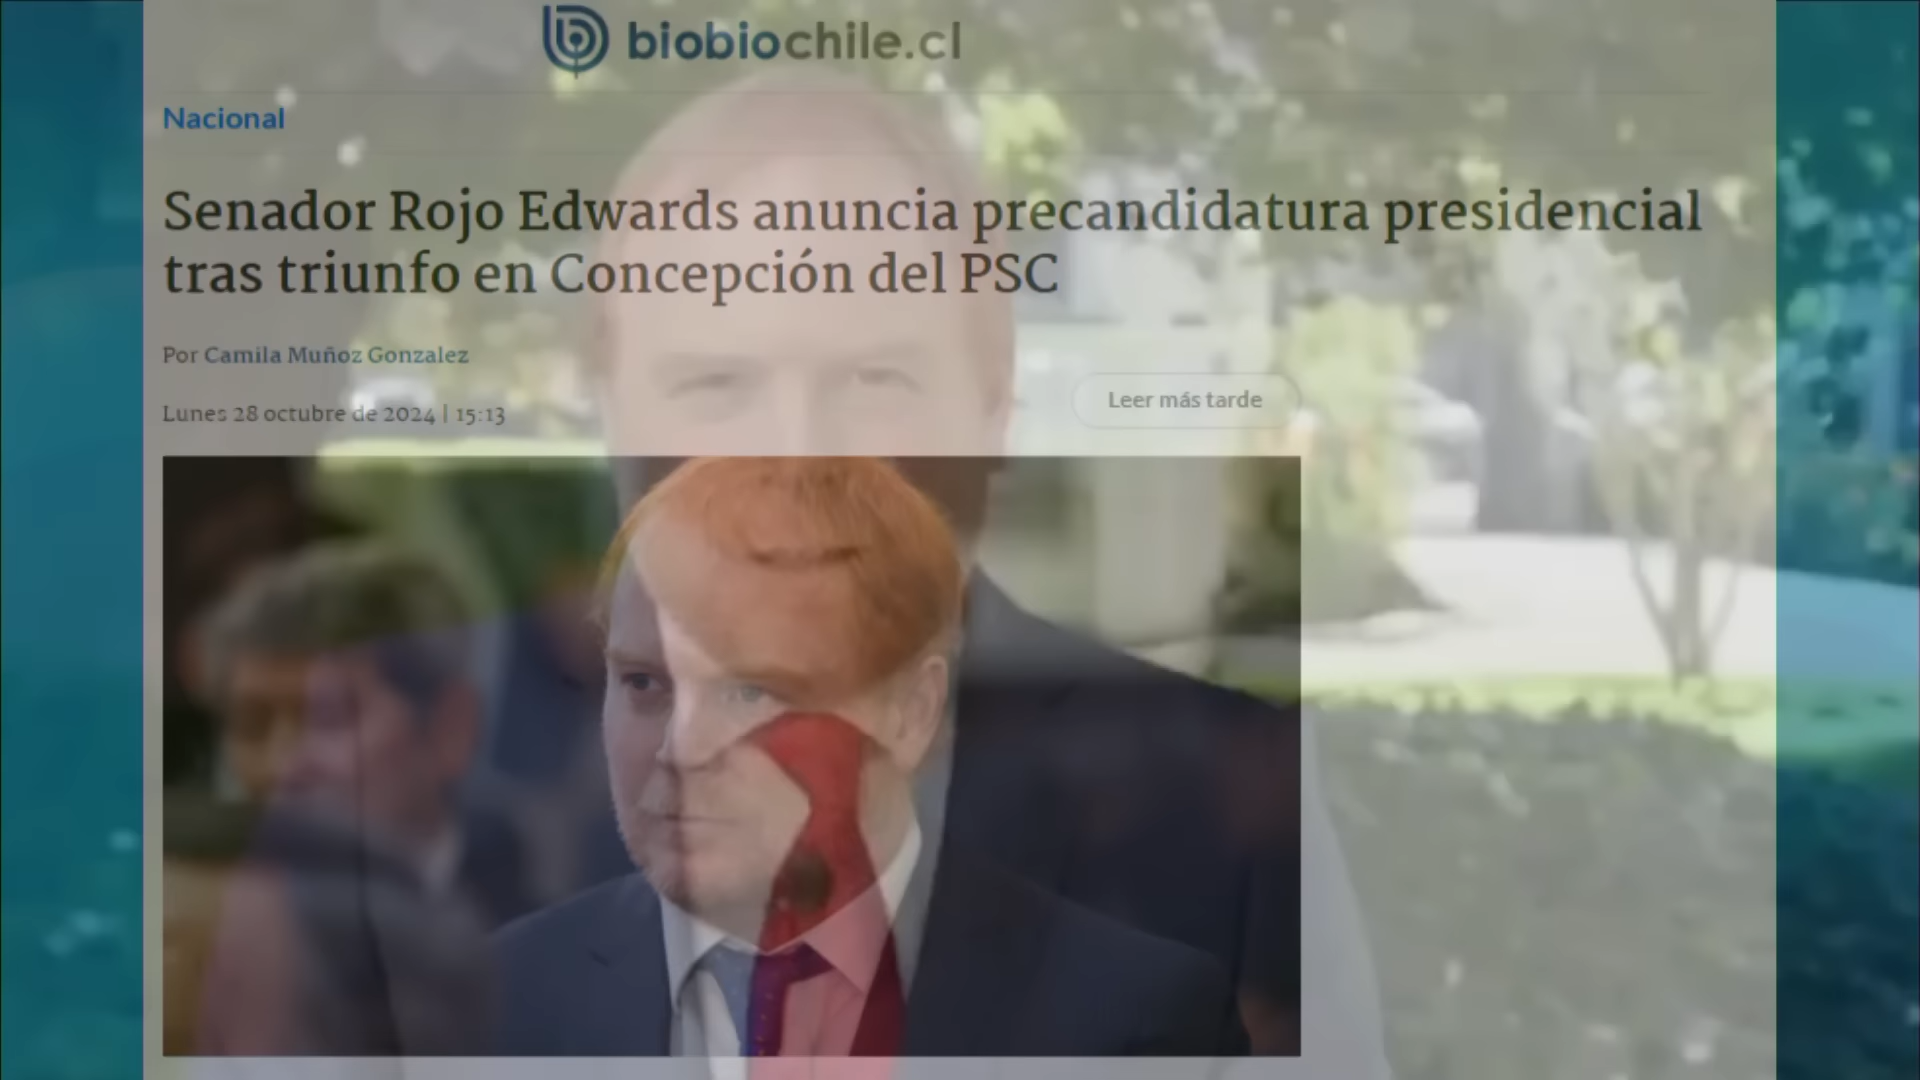 biobiochile.cl
Nacional
Senador Rojo Edwards anuncia precandidatura presidencial
tras triunfo en Concepción del PSC
Por Camila Muñoz Gonzalez
Lunes 28 octubre de 2024 | 15:13
Leer más tarde